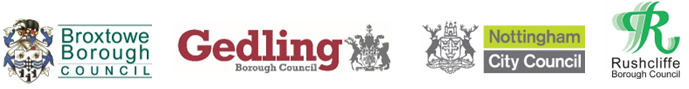 Broxtowe
Borough
COUNCIL
Gedling
Borough Council
Nottingham
City Council
Rushcliffe
Borough Council